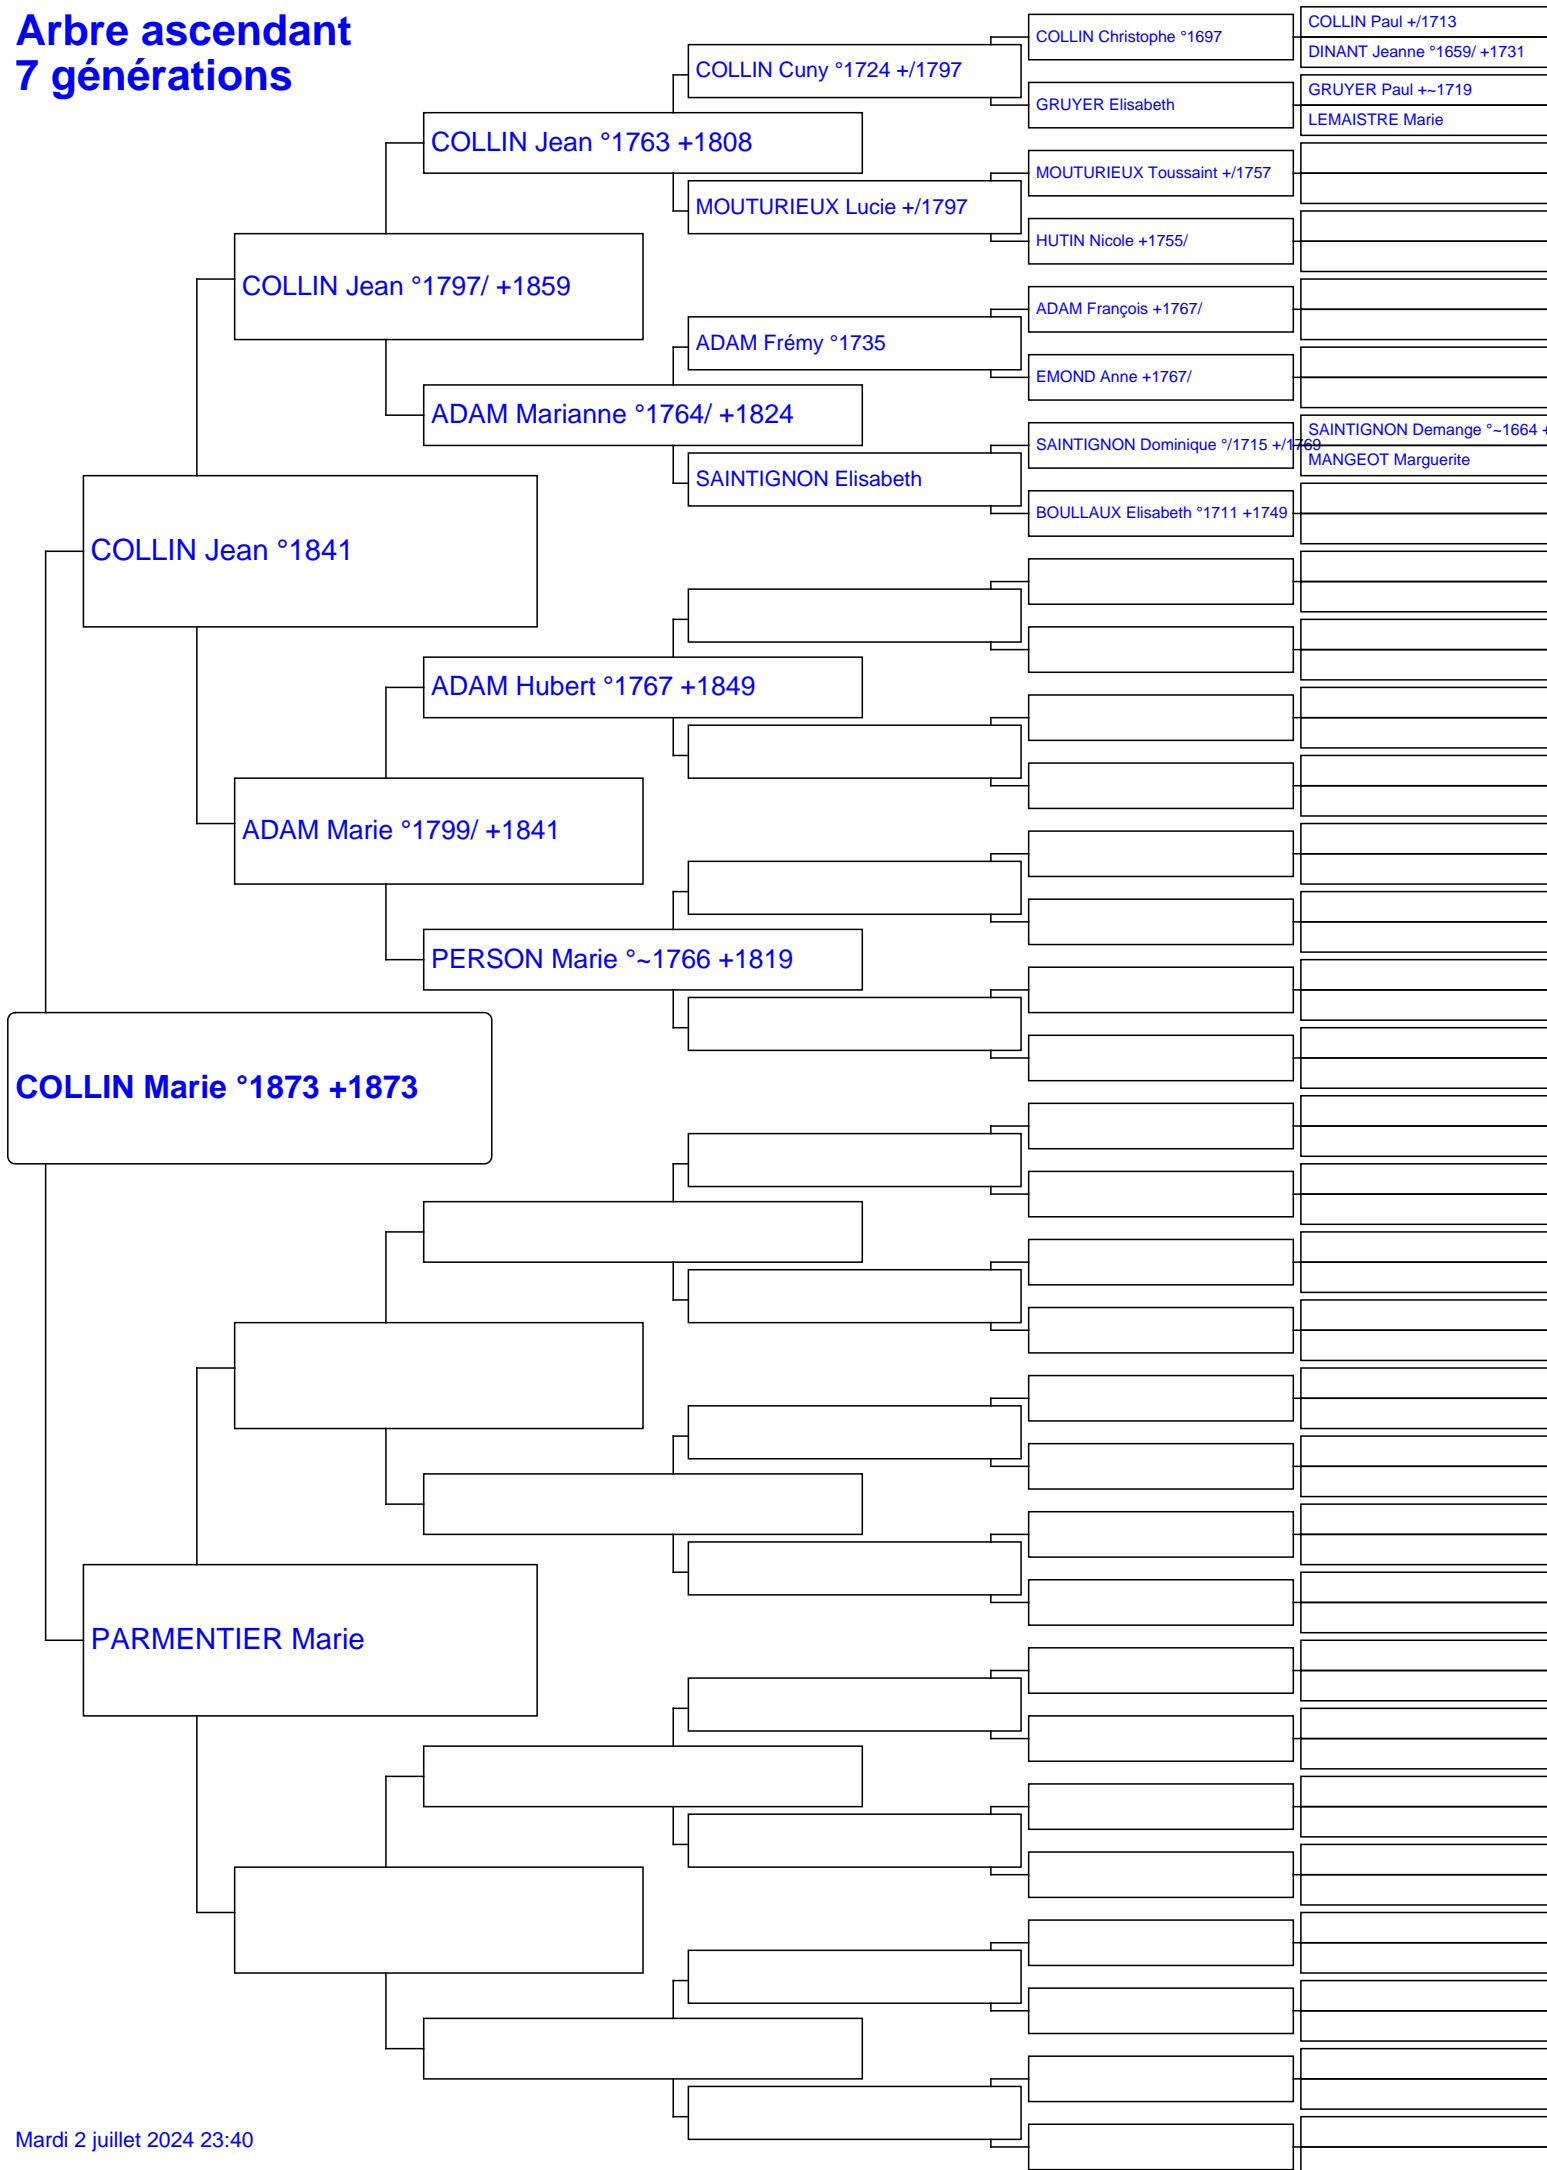 Arbre ascendant
7 générations
COLLIN Christophe °1697
COLLIN Paul +/1713
DINANT Jeanne °1659/ +1731
COLLIN Cuny °1724 +/1797
GRUYER Elisabeth
GRUYER Paul +~1719
LEMAISTRE Marie
COLLIN Jean °1763 +1808
MOUTURIEUX Toussaint +/1757
MOUTURIEUX Lucie +/1797
HUTIN Nicole +1755/
COLLIN Jean °1797/ +1859
ADAM François +1767/
ADAM Frémy °1735
EMOND Anne +1767/
ADAM Marianne °1764/ +1824
SAINTIGNON Dominique °/1715 +/1769
SAINTIGNON Demange °~1664 +
MANGEOT Marguerite
SAINTIGNON Elisabeth
BOULLAUX Elisabeth °1711 +1749
COLLIN Jean °1841
ADAM Hubert °1767 +1849
ADAM Marie °1799/ +1841
PERSON Marie °~1766 +1819
COLLIN Marie °1873 +1873
PARMENTIER Marie
Mardi 2 juillet 2024 23:40